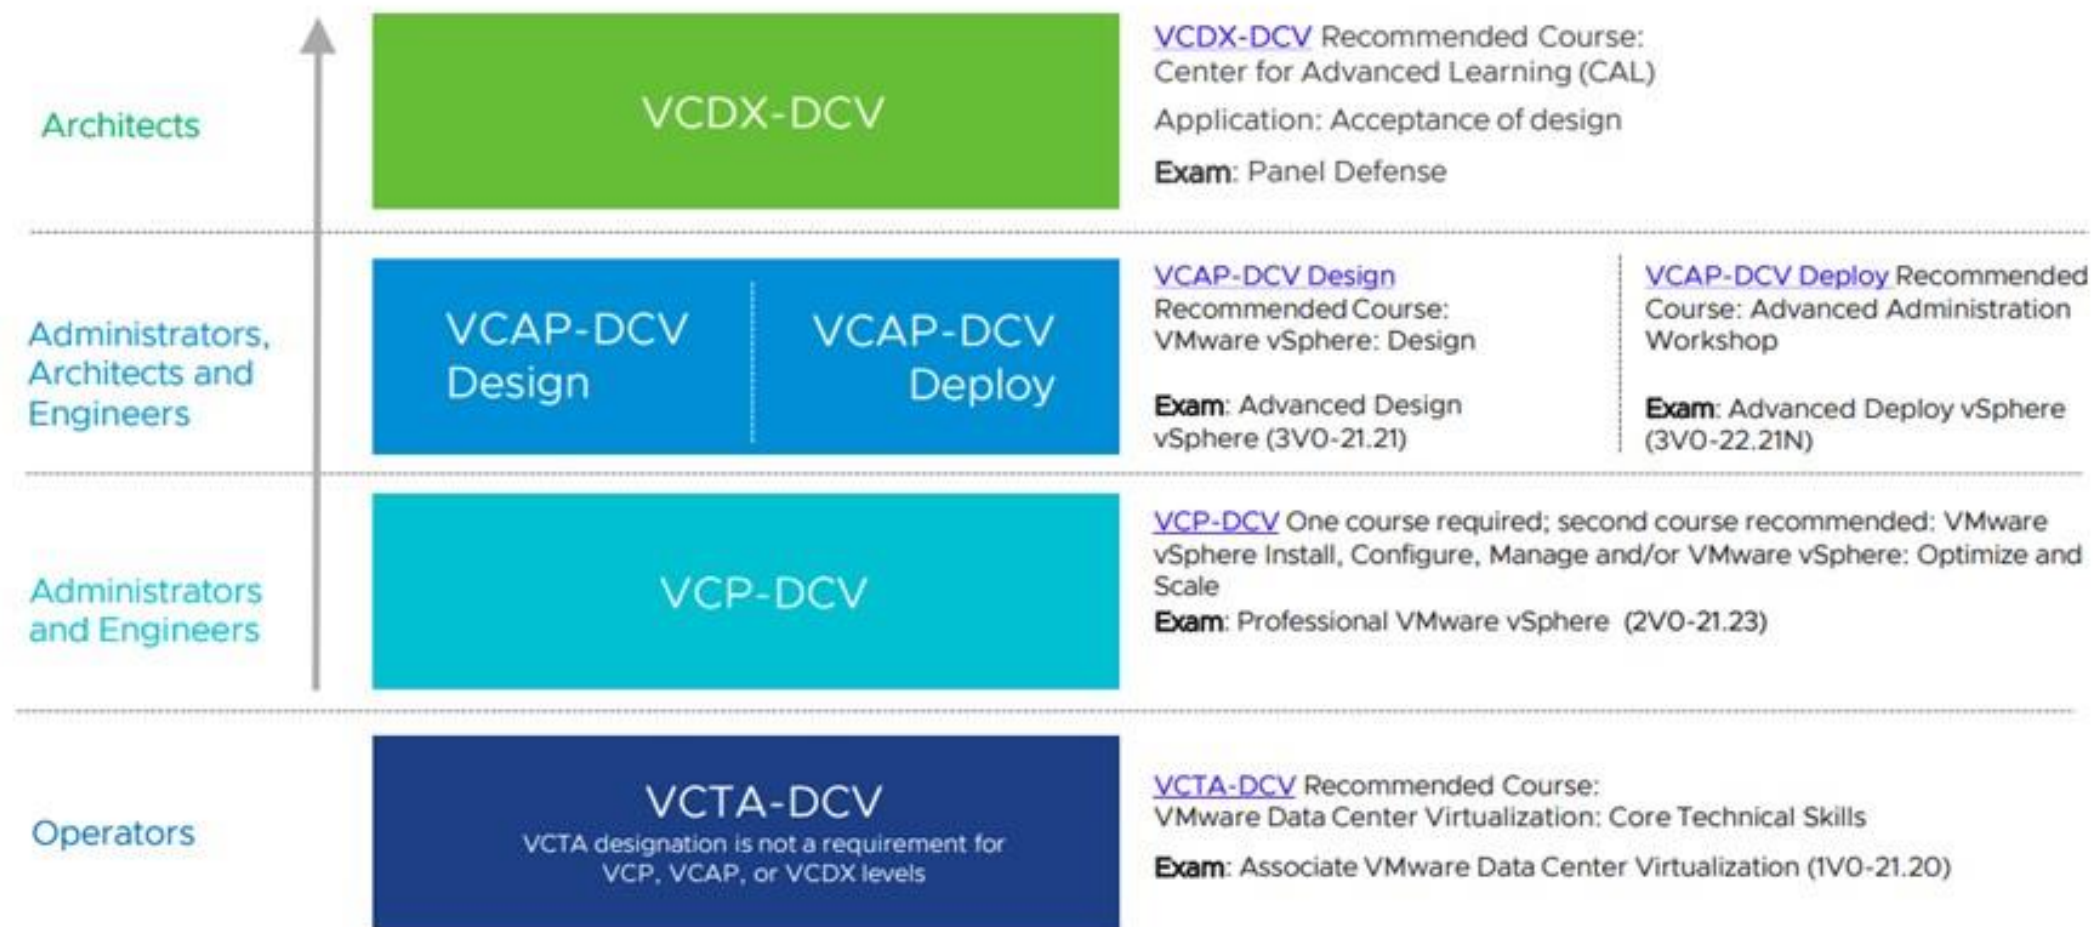 Architects
VCDX-DCV
VCDX-DCV Recommended Course:
Center for Advanced Learning (CAL)
Application: Acceptance of design
Exam: Panel Defense
Administrators,
Architects and
Engineers
VCAP-DCV
Design
VCAP-DCV
Deploy
VCAP-DCV Design
Recommended Course:
VMware vSphere: Design
Exam: Advanced Design
vSphere (3V0-21.21)
VCAP-DCV Deploy Recommended
Course: Advanced Administration
Workshop
Exam: Advanced Deploy vSphere
(3V0-22.21N)
Administrators
and Engineers
VCP-DCV
VCP-DCV One course required; second course recommended: VMware
vSphere Install, Configure, Manage and/or VMware vSphere: Optimize and
Scale
Exam: Professional VMware vSphere (2V0-21.23)
Operators
VCTA-DCV
VCTA designation is not a requirement for
VCP, VCAP, or VCDX levels
VCTA-DCV Recommended Course:
VMware Data Center Virtualization: Core Technical Skills
Exam: Associate VMware Data Center Virtualization (1V0-21.20)